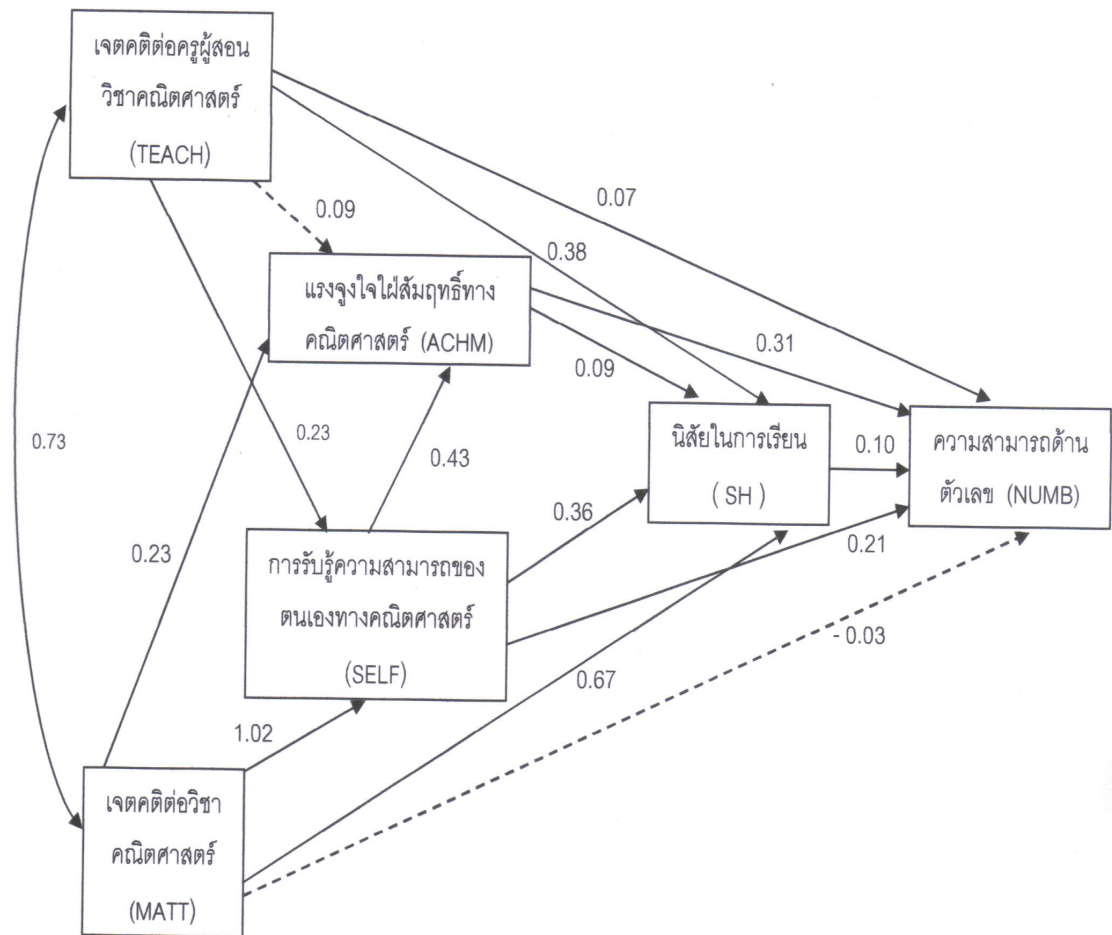 เจตคติต่อครูผู้สอน
วิชาคณิตศาสตร์
(TEACH)
0.07
0.09
0.38
แรงจูงใจใฝ่สัมฤทธิ์ทาง
คณิตศาสตร์ (ACHM)
0.31
0.09
นิสัยในการเรียน
( SH )
0.10
ความสามารถด้าน
ตัวเลข (NUMB)
0.73
0.23
0.43
0.36
0.21
0.23
การรับรู้ความสามารถของ
ตนเองทางคณิตศาสตร์
(SELF)
- 0.03
0.67
1.02
เจตคติต่อวิชา
คณิตศาสตร์
(MATT)